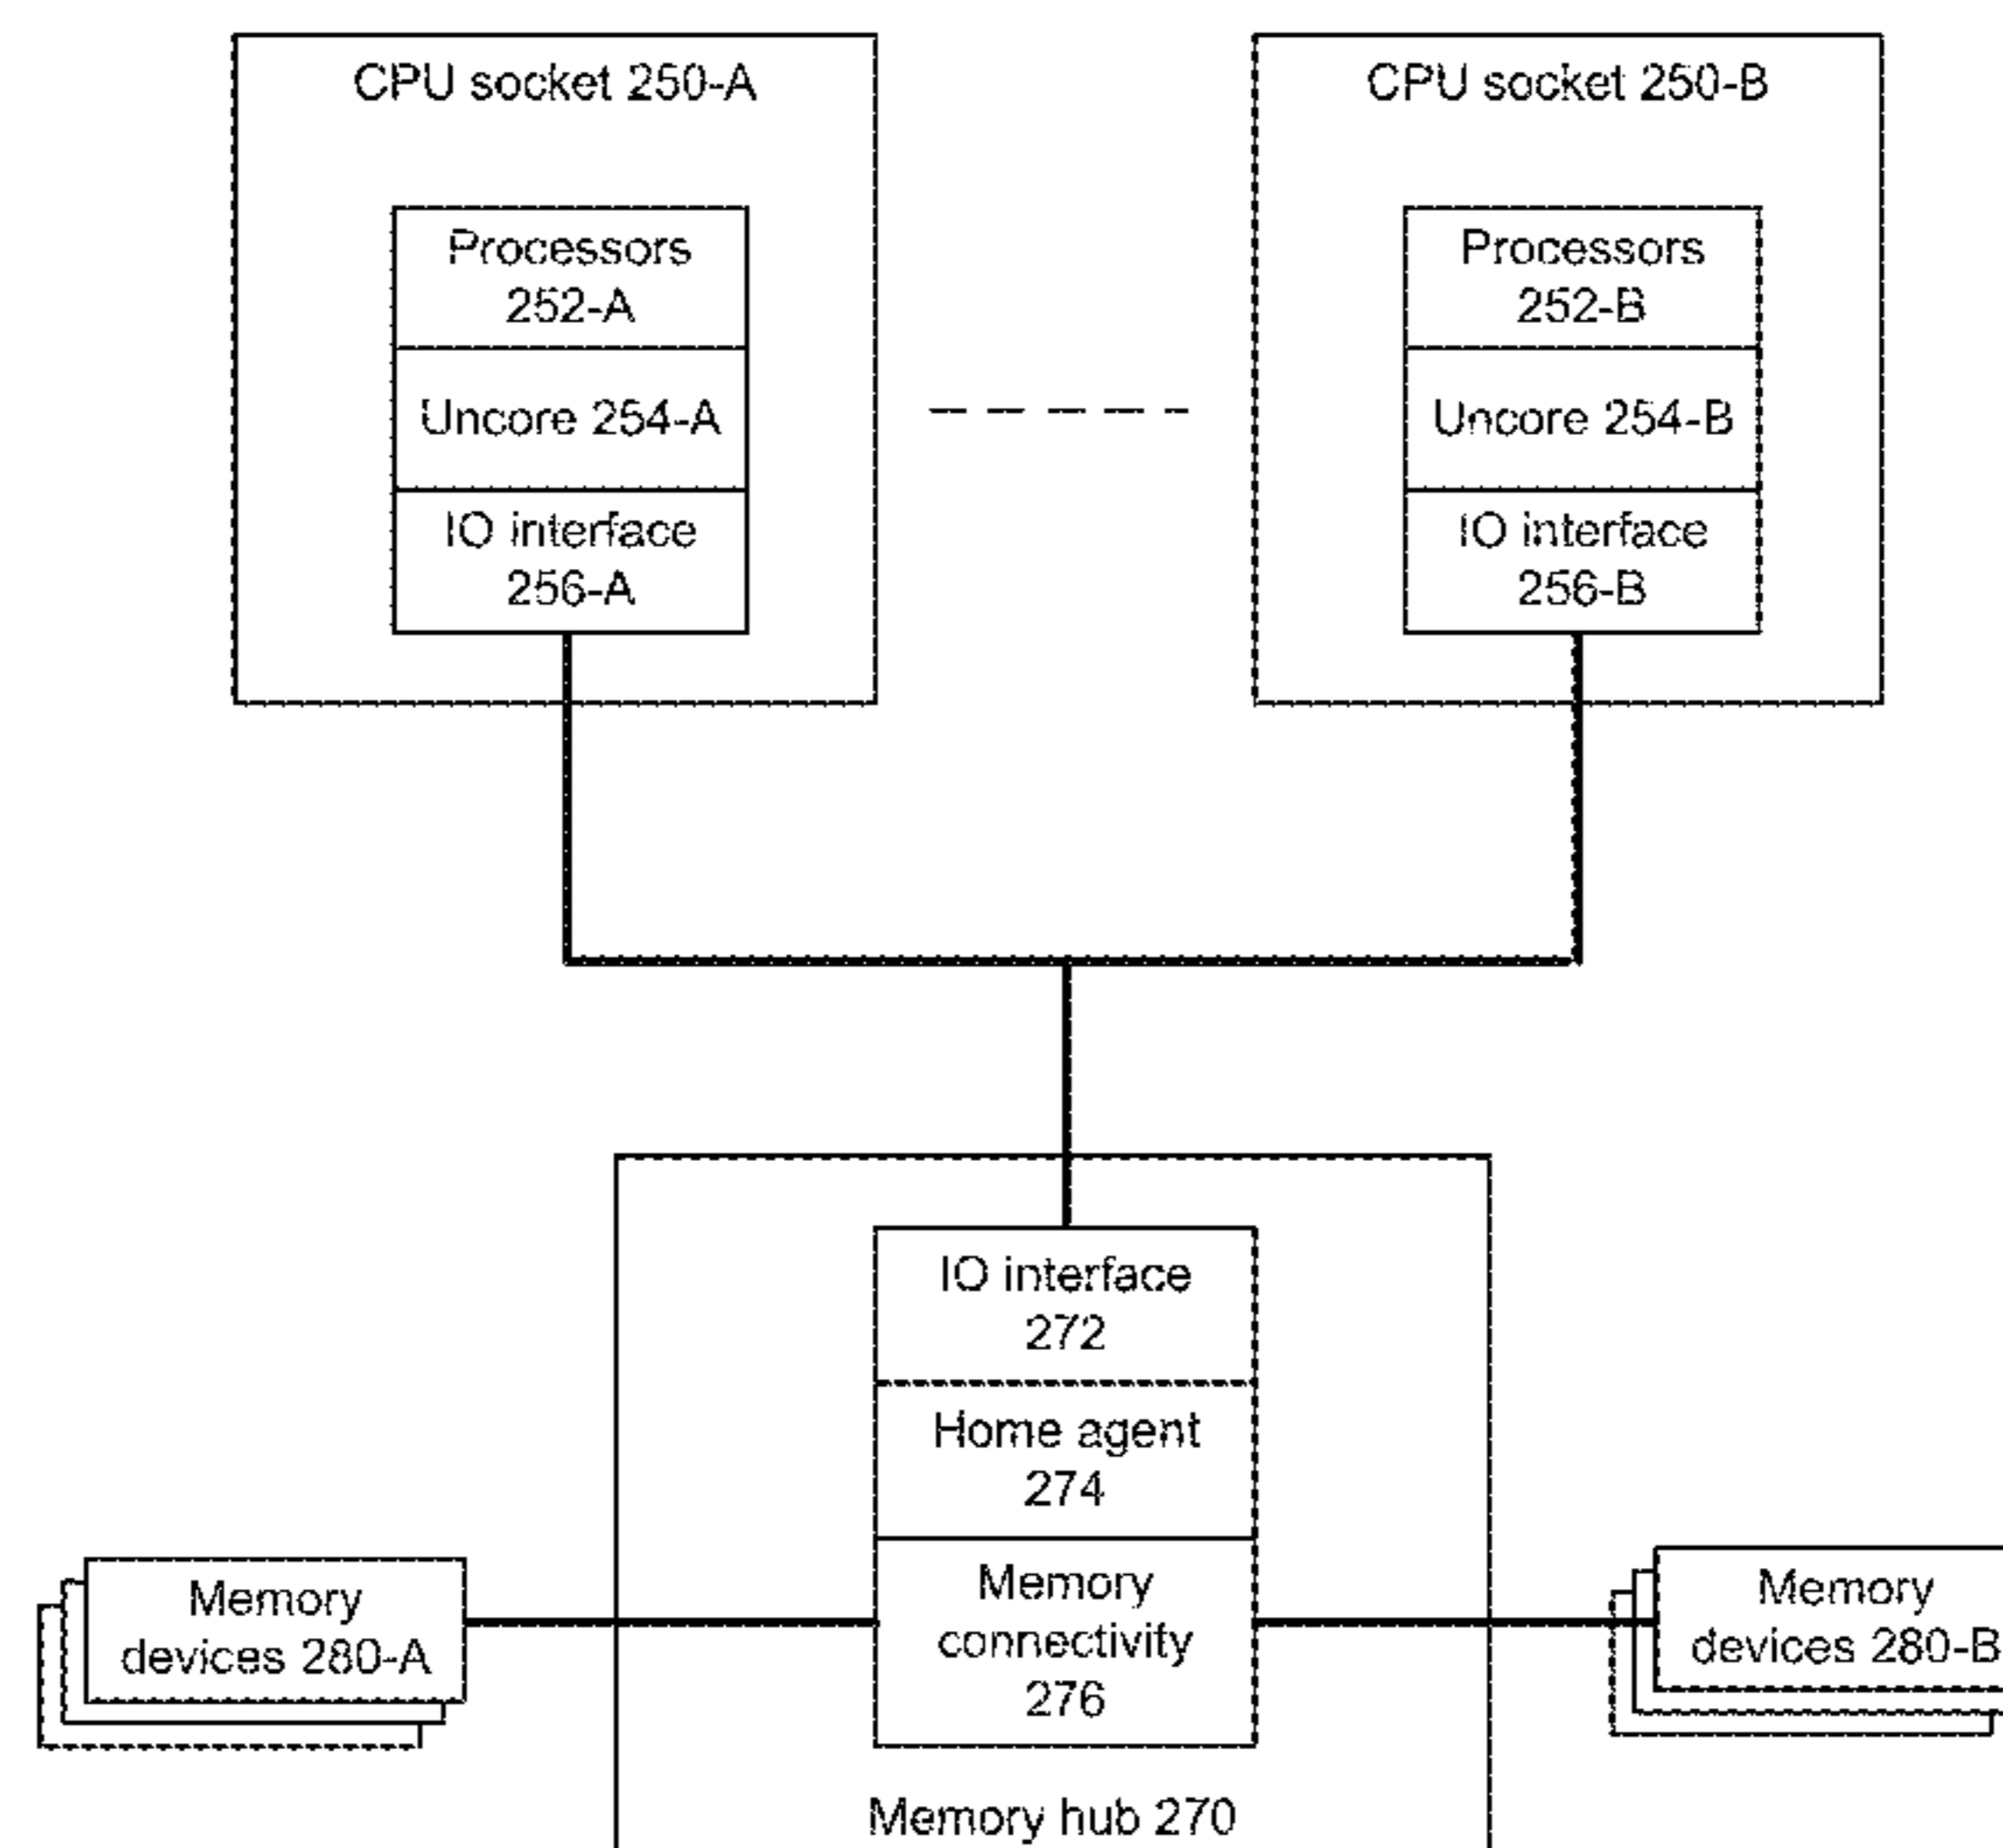 CPU socket 250-A
CPU socket 250-B
Processors
252-A
Uncore 254-A
IO interface
256-A
Processors
252-B
Uncore 254-B
IO interface
256-B
IO interface
272
Home agent
274
Memory
connectivity
276
Memory
devices 280-A
Memory
devices 280-B
Memory hub 270